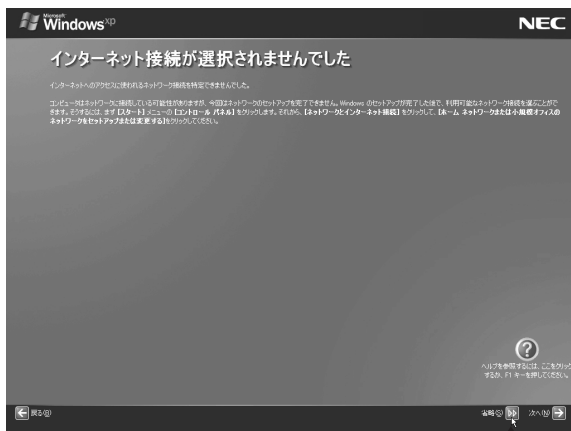 Microsoft
Windows xp
NEC
インターネット接続が選択されませんでした
インターネットへのアクセスに使われるネットワーク接続を特定できませんでした。
コンピュータはネットワークに接続している可能性がありますが、今回はネットワークのセットアップを完了できません。Windows のセットアップが完了した後で、利用可能なネットワーク接続を選ぶことがで
きます。そうするには、まず [スタート] メニューの [コントロール パネル] をクリックします。それから、[ネットワークとインターネット接続] をクリックして、[ホーム ネットワークまたは小規模オフィスの
ネットワークをセットアップまたは変更する]をクリックしてください。
ヘルプを参照するには、ここをクリック
するか、F1 キーを押してください。
戻る(B)
省略(S)
次へ(N)